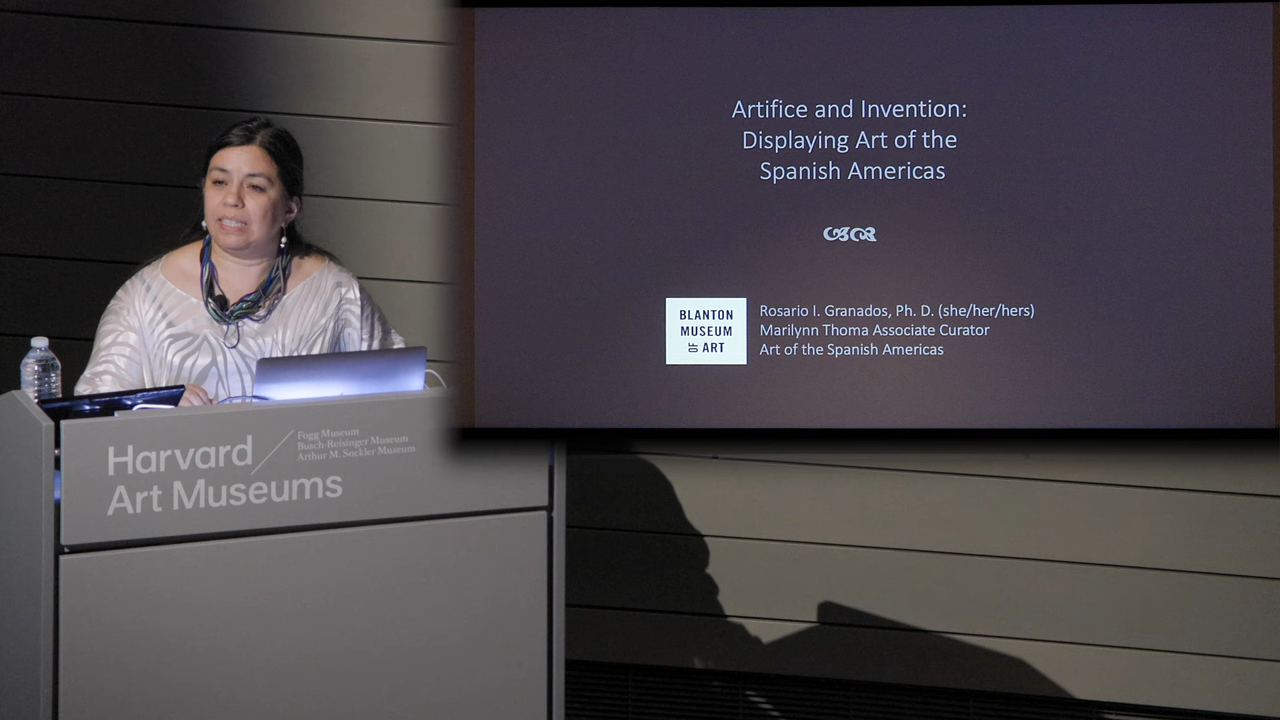 Artifice and Invention:
Displaying Art of the
Spanish Americas
BLANTON
MUSEUM
OF ART
Rosario I. Granados, Ph. D. (she/her/hers)
Marilynn Thoma Associate Curator
Art of the Spanish Americas
Harvard
Art Museums
Fogg Museum
Busch-Reisinger Museum
Arthur M. Sackler Museum